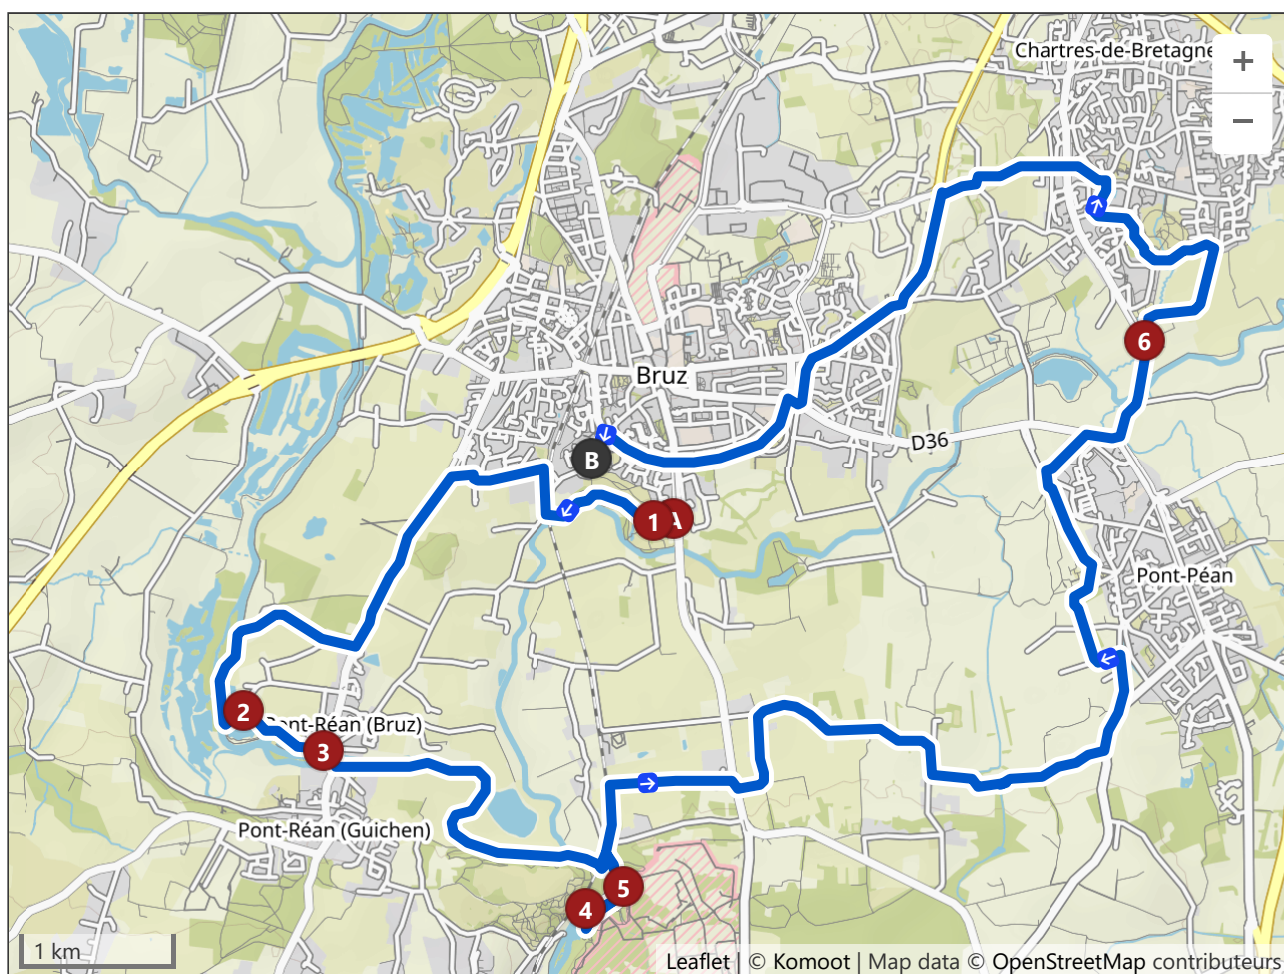 Chartres-de-Bretagne
+
−
6
Bruz
D36
B
1
A
Pont-Péan
2
Pont-Réan (Bruz)
3
Pont-Réan (Guichen)
5
4
1 km
Leaflet | © Komoot | Map data © OpenStreetMap contributeurs